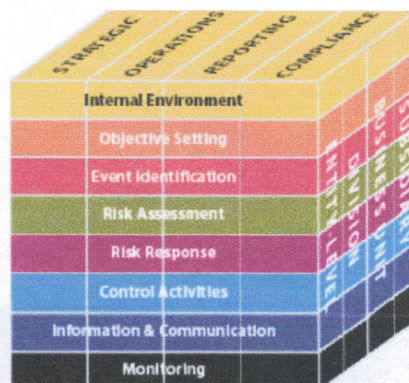 STRATEGIC
OPERATIONS
REPORTING
COMPLIANCE
Internal Environment
Objective Setting
Event Identification
Risk Assessment
Risk Response
Control Activities
Information & Communication
Monitoring
ENTITY-LEVEL
DIVISION
BUSINESS UNIT
SUBSIDIARY